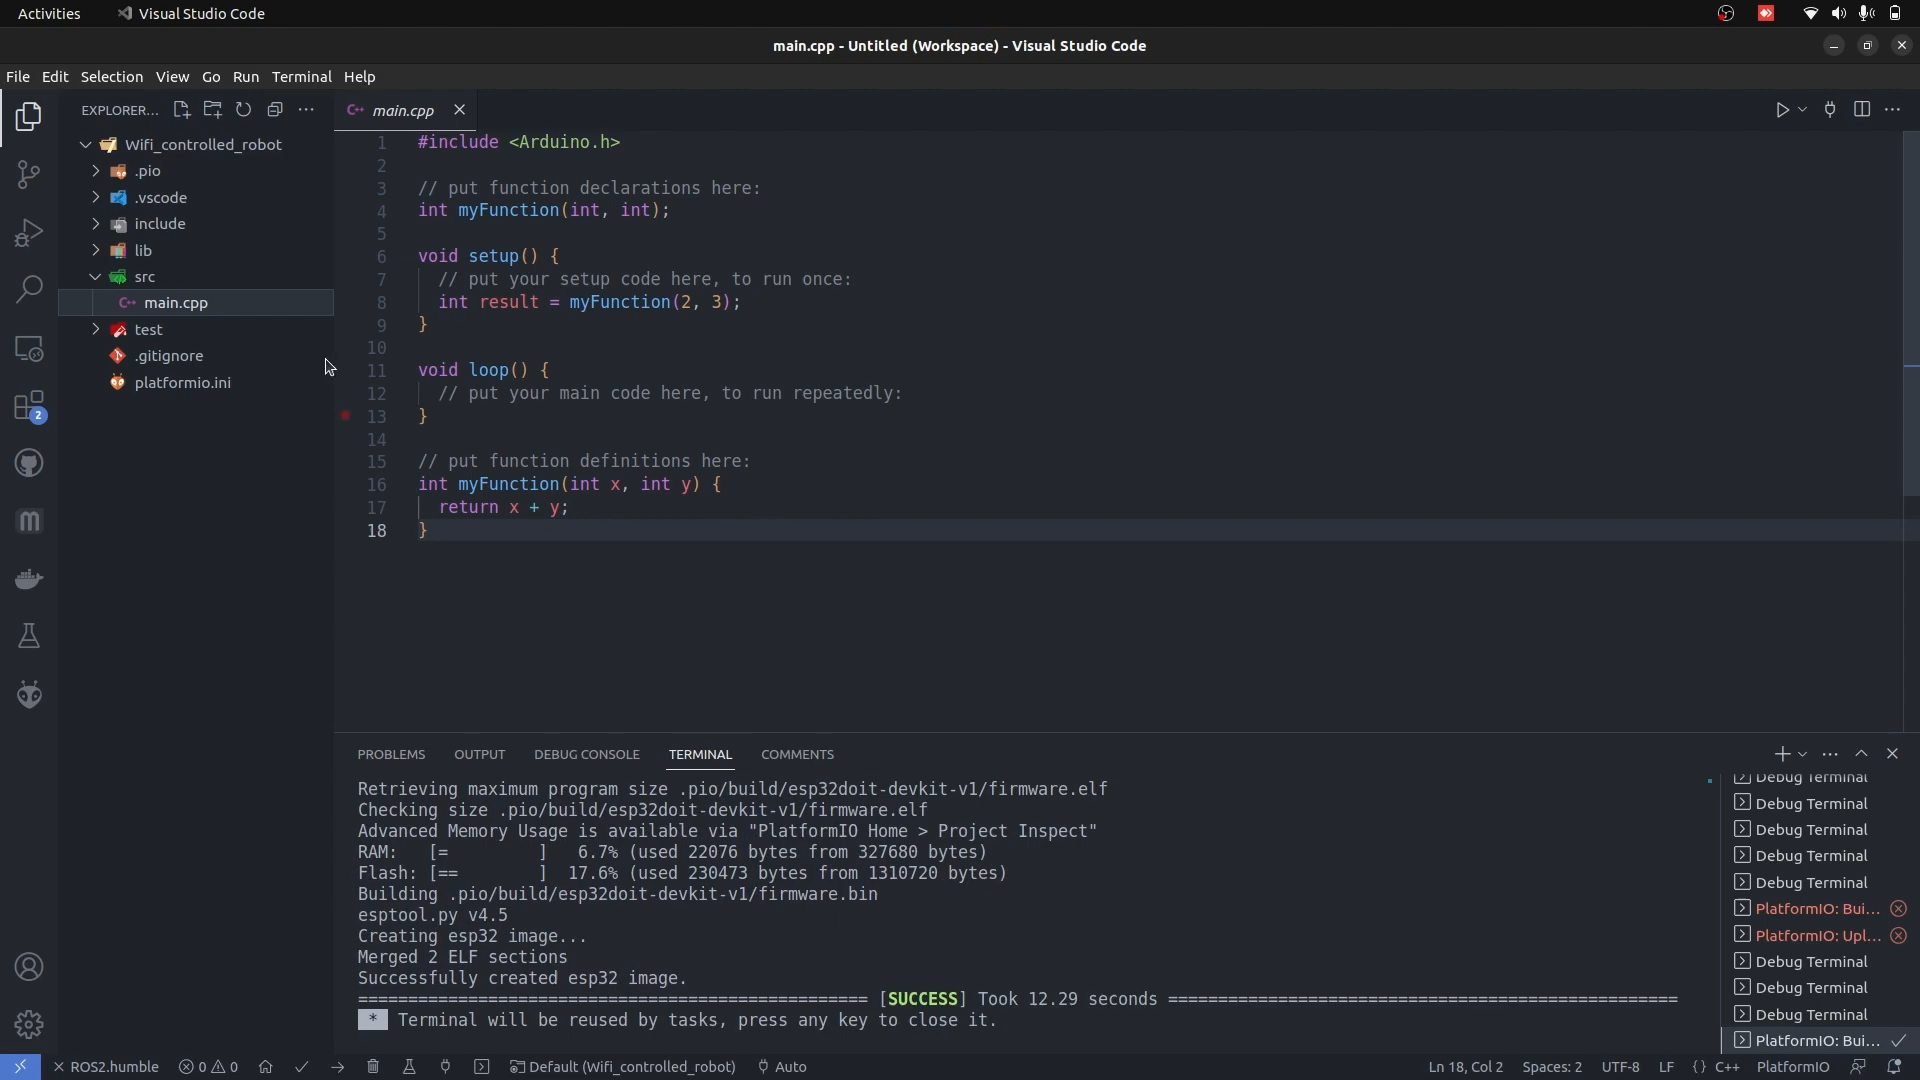 Activities
Visual Studio Code
main.cpp - Untitled (Workspace) - Visual Studio Code
File Edit Selection View Go Run Terminal Help
EXPLORER...
main.cpp
Wifi_controlled_robot
.pio
.vscode
include
lib
src
main.cpp
test
.gitignore
platformio.ini
2
1 #include <Arduino.h>
2
3 // put function declarations here:
4 int myFunction(int, int);
5
6 void setup() {
7 // put your setup code here, to run once:
8 int result = myFunction(2, 3);
9 }
10
11 void loop() {
12 // put your main code here, to run repeatedly:
13 }
14
15 // put function definitions here:
16 int myFunction(int x, int y) {
17 return x + y;
18 }
PROBLEMS OUTPUT DEBUG CONSOLE TERMINAL COMMENTS
Retrieving maximum program size .pio/build/esp32doit-devkit-v1/firmware.elf
Checking size .pio/build/esp32doit-devkit-v1/firmware.elf
Advanced Memory Usage is available via "PlatformIO Home > Project Inspect"
RAM: [= ] 6.7% (used 22076 bytes from 327680 bytes)
Flash: [== ] 17.6% (used 230473 bytes from 1310720 bytes)
Building .pio/build/esp32doit-devkit-v1/firmware.bin
esptool.py v4.5
Creating esp32 image...
Merged 2 ELF sections
Successfully created esp32 image.
=================================================== [SUCCESS] Took 12.29 seconds ===================================================
* Terminal will be reused by tasks, press any key to close it.
Debug Terminal
Debug Terminal
Debug Terminal
Debug Terminal
Debug Terminal
PlatformIO: Bui...
PlatformIO: Upl...
Debug Terminal
Debug Terminal
Debug Terminal
PlatformIO: Bui...
ROS2.humble 0 0 Default (Wifi_controlled_robot) Auto Ln 18, Col 2 Spaces: 2 UTF-8 LF {} C++ PlatformIO